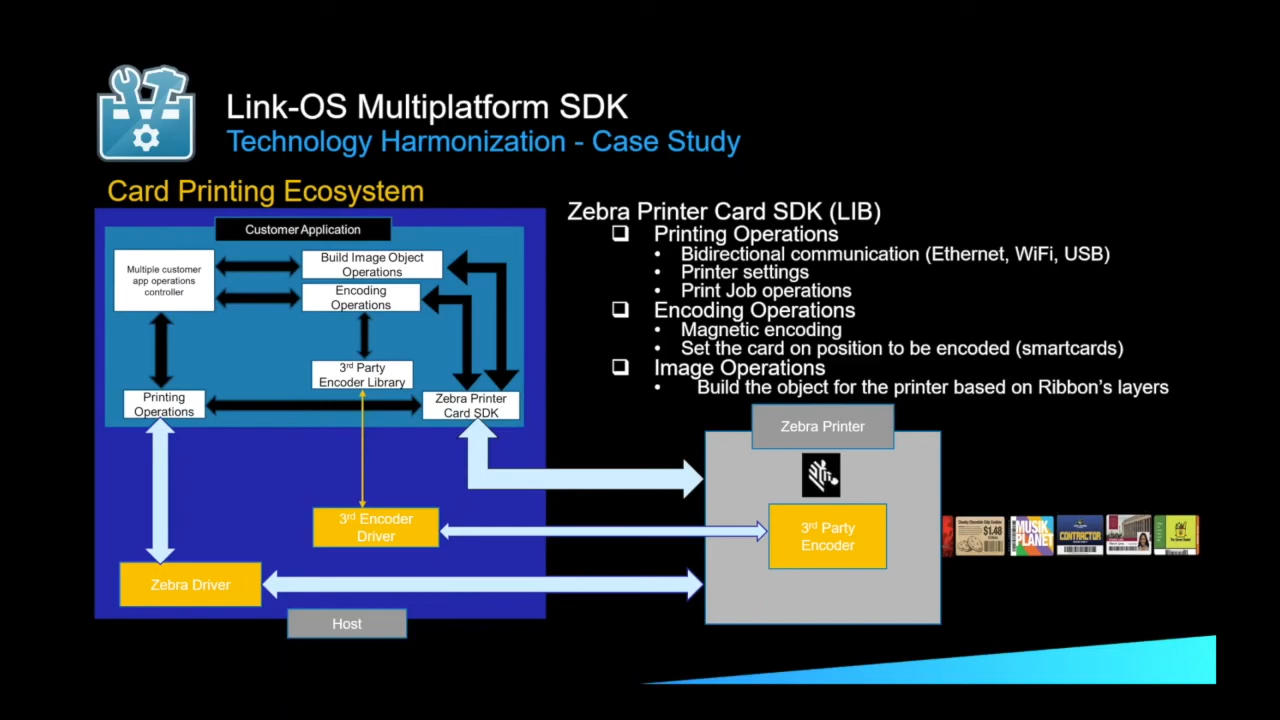 Link-OS Multiplatform SDK
Technology Harmonization - Case Study
Card Printing Ecosystem
Customer Application
Multiple customer
app operations
controller
Build Image Object
Operations
Encoding
Operations
3rd Party
Encoder Library
Printing
Operations
Zebra Printer
Card SDK
3rd Encoder
Driver
Zebra Driver
Host
Zebra Printer Card SDK (LIB)
Printing Operations
• Bidirectional communication (Ethernet, WiFi, USB)
• Printer settings
• Print Job operations
Encoding Operations
• Magnetic encoding
• Set the card on position to be encoded (smartcards)
Image Operations
• Build the object for the printer based on Ribbon's layers
Zebra Printer
3rd Party
Encoder
$1.48
MUSIK
PLANET
CONTRACTOR